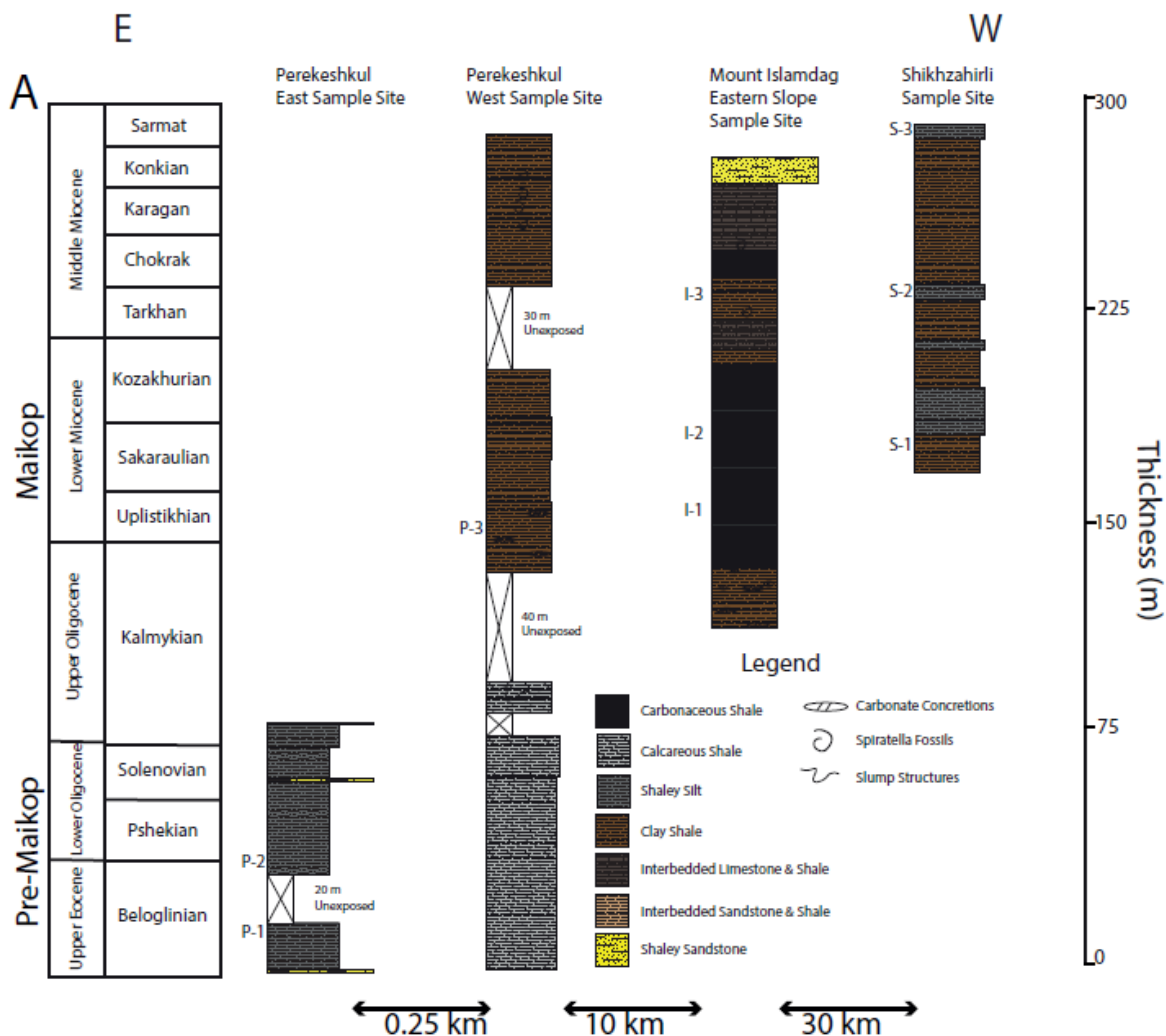 E
W
A
Perekeshkul
East Sample Site
Perekeshkul
West Sample Site
Mount Islamdag
Eastern Slope
Sample Site
Shikhzahirli
Sample Site
Maikop
Pre-Maikop
Middle Miocene
Lower Miocene
Upper Oligocene
Lower Oligocene
Upper Eocene
Sarmat
Konkian
Karagan
Chokrak
Tarkhan
Kozakhurian
Sakaraulian
Uplistikhian
Kalmykian
Solenovian
Pshekian
Beloglinian
P-2
P-1
20 m
Unexposed
30 m
Unexposed
P-3
40 m
Unexposed
I-3
I-2
I-1
S-3
S-2
S-1
300
225
150
75
0
Thickness (m)
Legend
Carbonaceous Shale
Calcareous Shale
Shaley Silt
Clay Shale
Interbedded Limestone & Shale
Interbedded Sandstone & Shale
Shaley Sandstone
Carbonate Concretions
Spiratella Fossils
Slump Structures
0.25 km
10 km
30 km